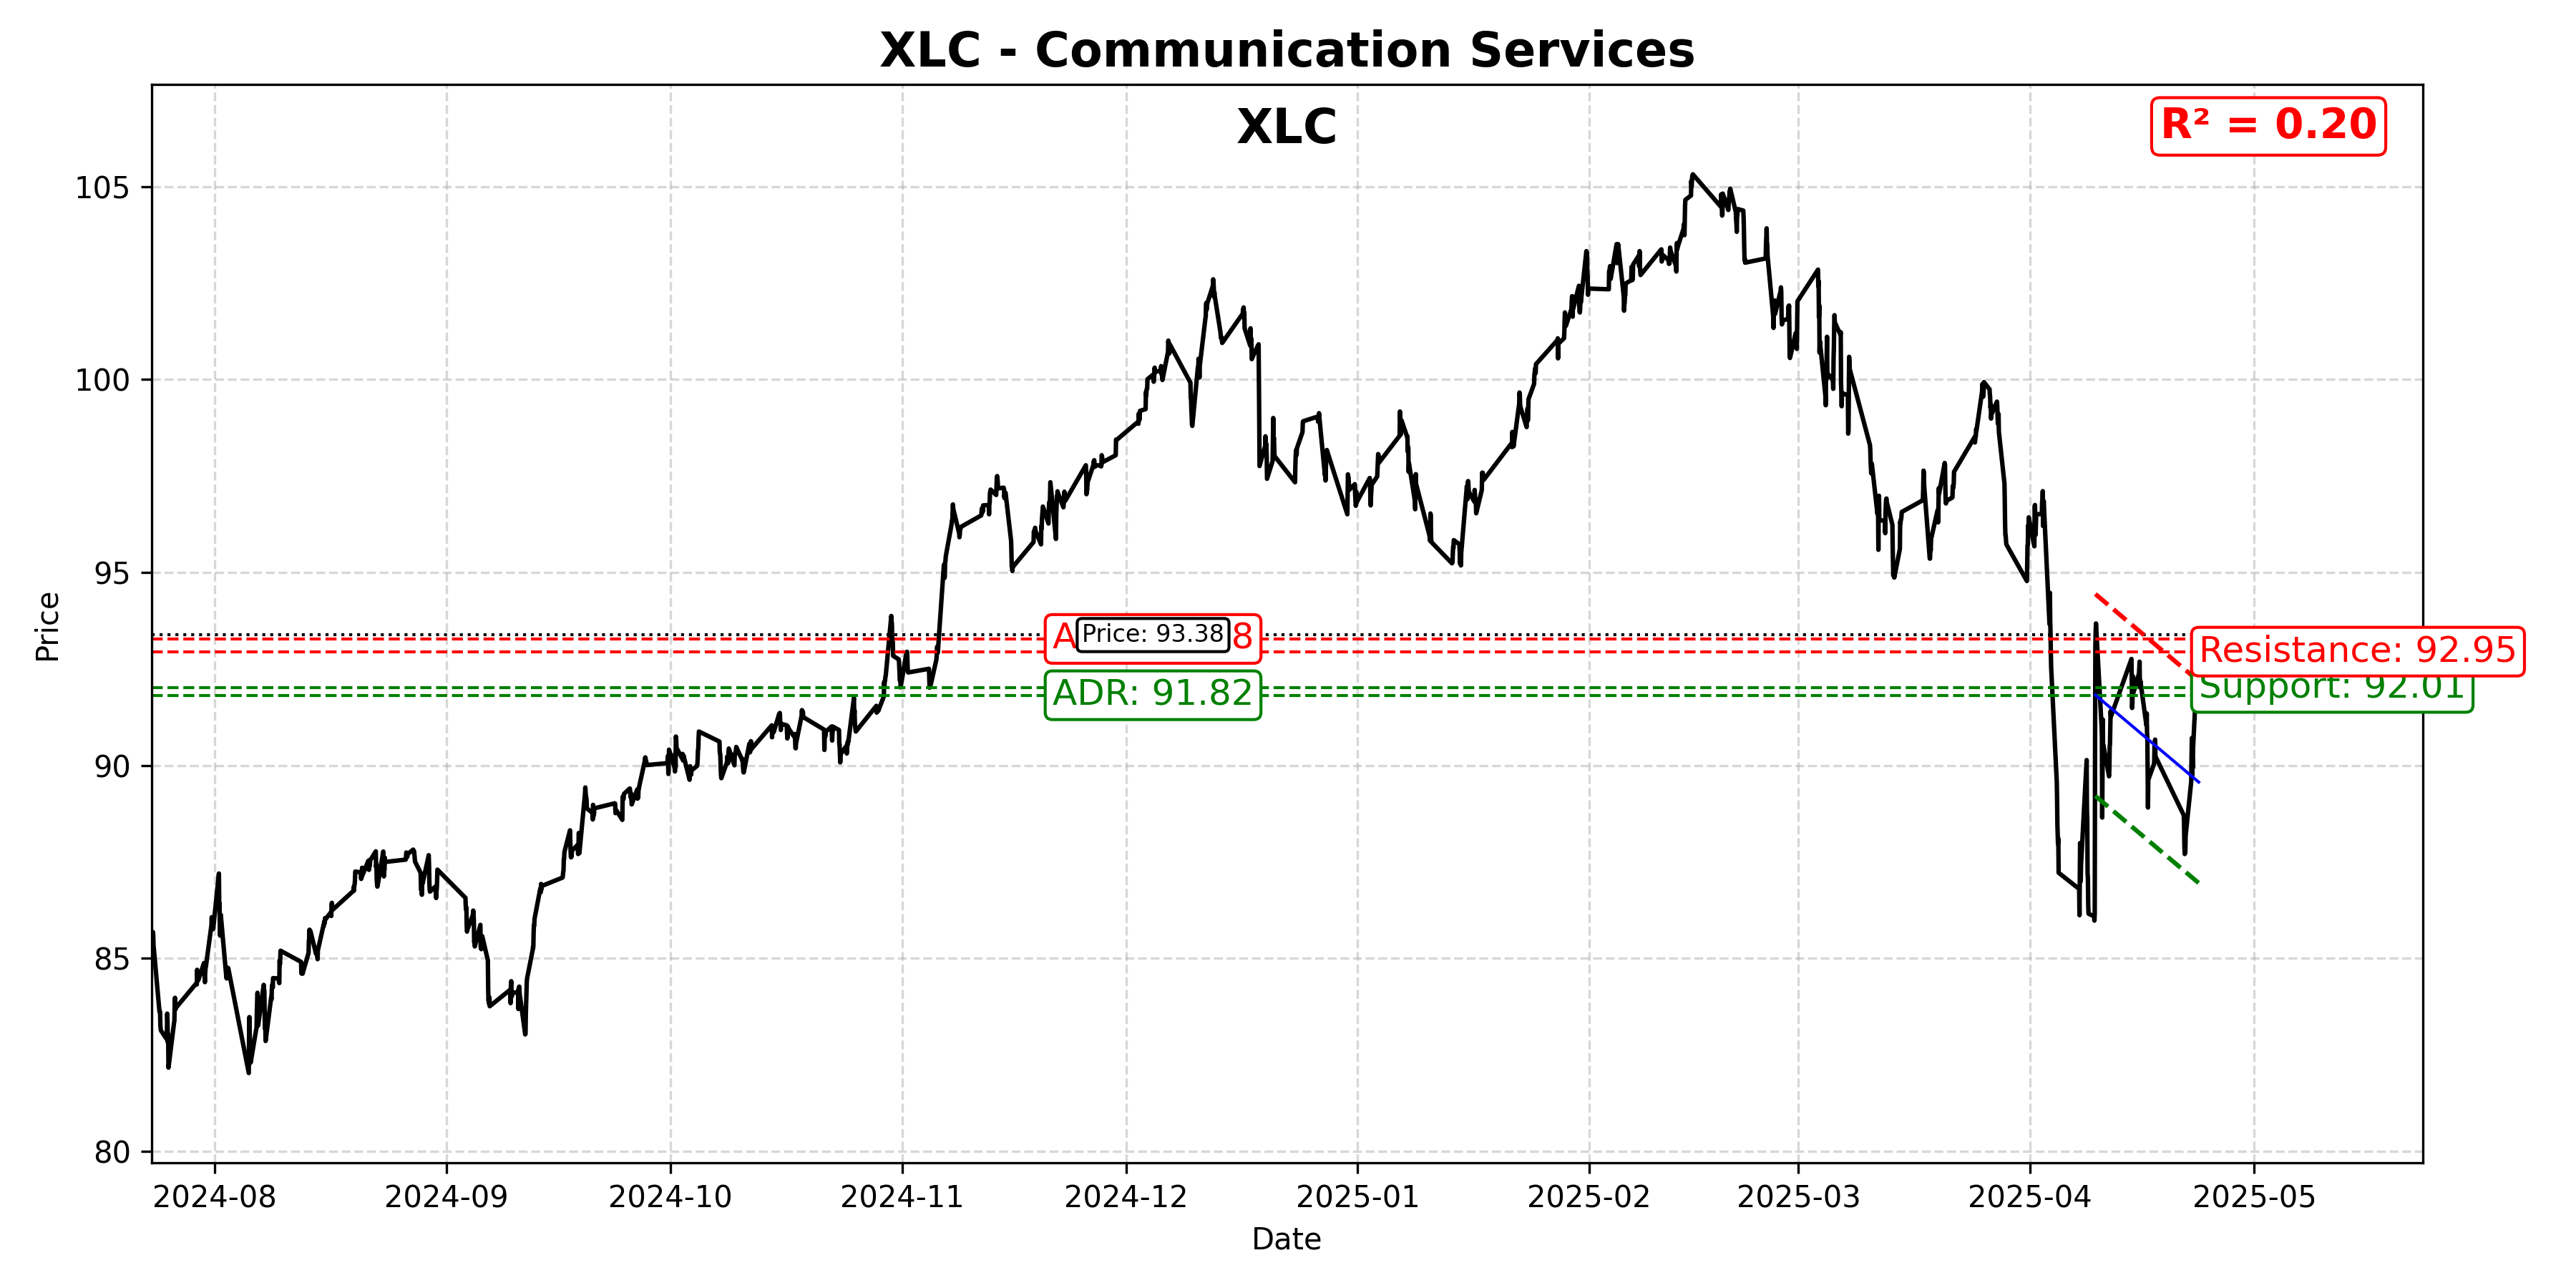 XLC - Communication Services
XLC
R² = 0.20
105
100
95
90
85
80
Price
A
Price: 93.38
8
ADR: 91.82
Resistance: 92.95
Support: 92.01
2024-08
2024-09
2024-10
2024-11
2024-12
2025-01
2025-02
2025-03
2025-04
2025-05
Date